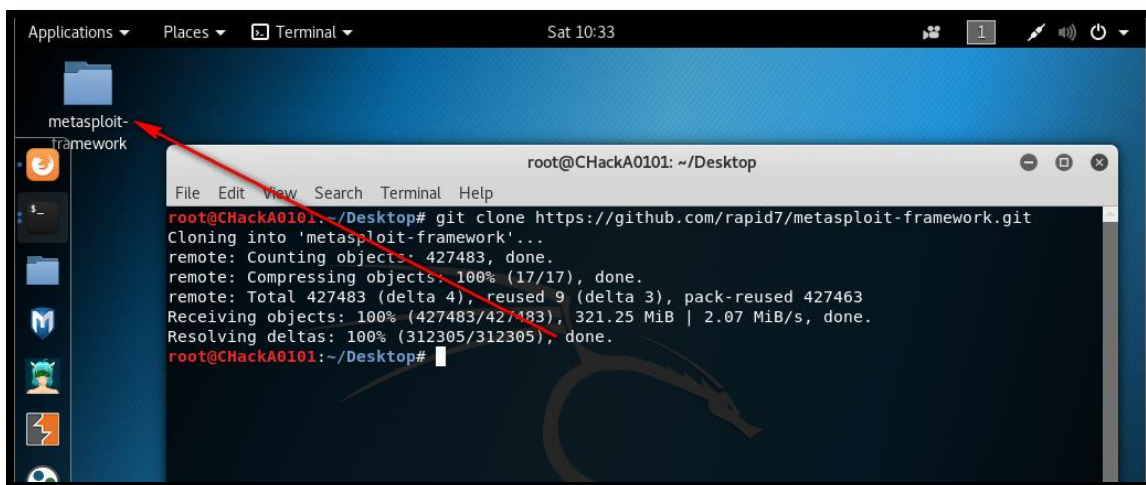 Applications Places Terminal Sat 10:33 1
metasploit-
framework
root@CHackA0101: ~/Desktop
File Edit View Search Terminal Help
root@CHackA0101:~/Desktop# git clone https://github.com/rapid7/metasploit-framework.git
Cloning into 'metasploit-framework'...
remote: Counting objects: 427483, done.
remote: Compressing objects: 100% (17/17), done.
remote: Total 427483 (delta 4), reused 9 (delta 3), pack-reused 427463
Receiving objects: 100% (427483/427483), 321.25 MiB | 2.07 MiB/s, done.
Resolving deltas: 100% (312305/312305), done.
root@CHackA0101:~/Desktop#